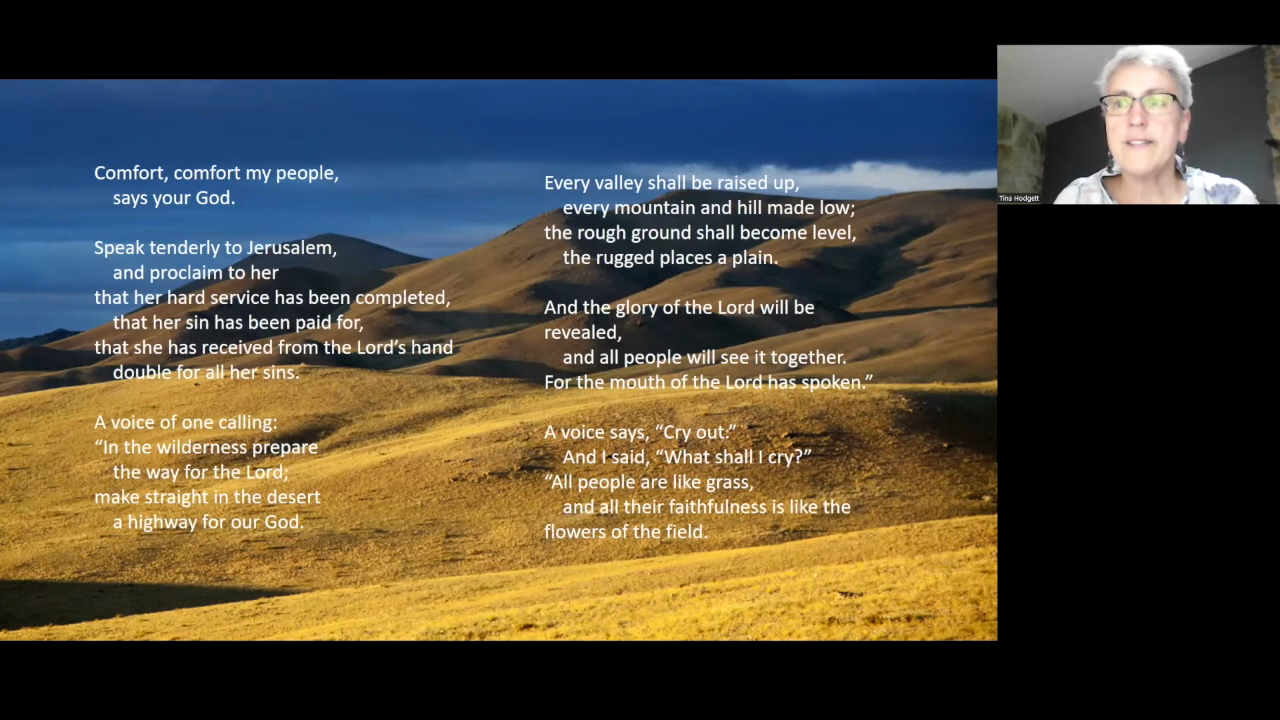 Comfort, comfort my people,
says your God.
Speak tenderly to Jerusalem,
and proclaim to her
that her hard service has been completed,
that her sin has been paid for,
that she has received from the Lord’s hand
double for all her sins.
A voice of one calling:
“In the wilderness prepare
the way for the Lord;
make straight in the desert
a highway for our God.
Every valley shall be raised up,
every mountain and hill made low;
the rough ground shall become level,
the rugged places a plain.
And the glory of the Lord will be
revealed,
and all people will see it together.
For the mouth of the Lord has spoken.”
A voice says, “Cry out.”
And I said, “What shall I cry?”
“All people are like grass,
and all their faithfulness is like the
flowers of the field.
Tina Hodgett